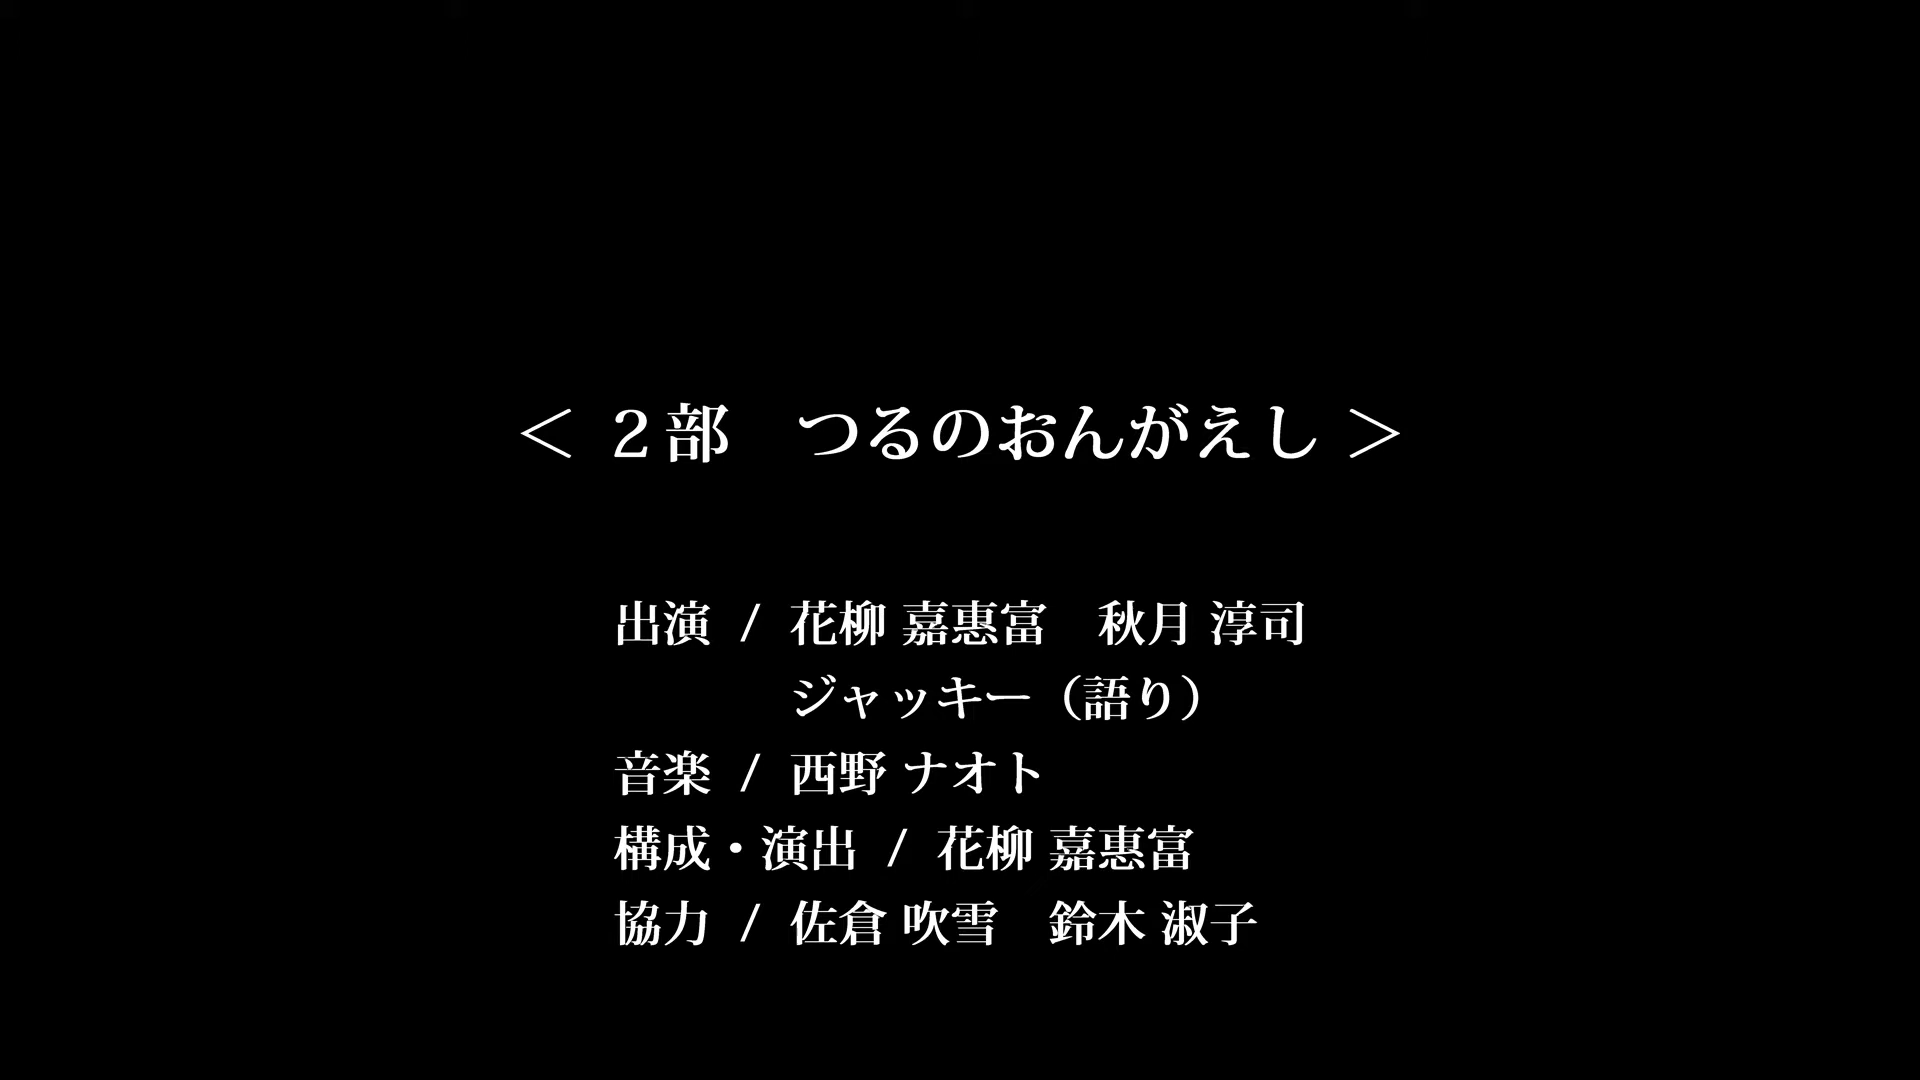 ＜ ２部　つるのおんがえし ＞
出演 / 花柳 嘉惠富　秋月 淳司
ジャッキー（語り）
音楽 / 西野 ナオト
構成・演出 / 花柳 嘉惠富
協力 / 佐倉 吹雪　鈴木 淑子